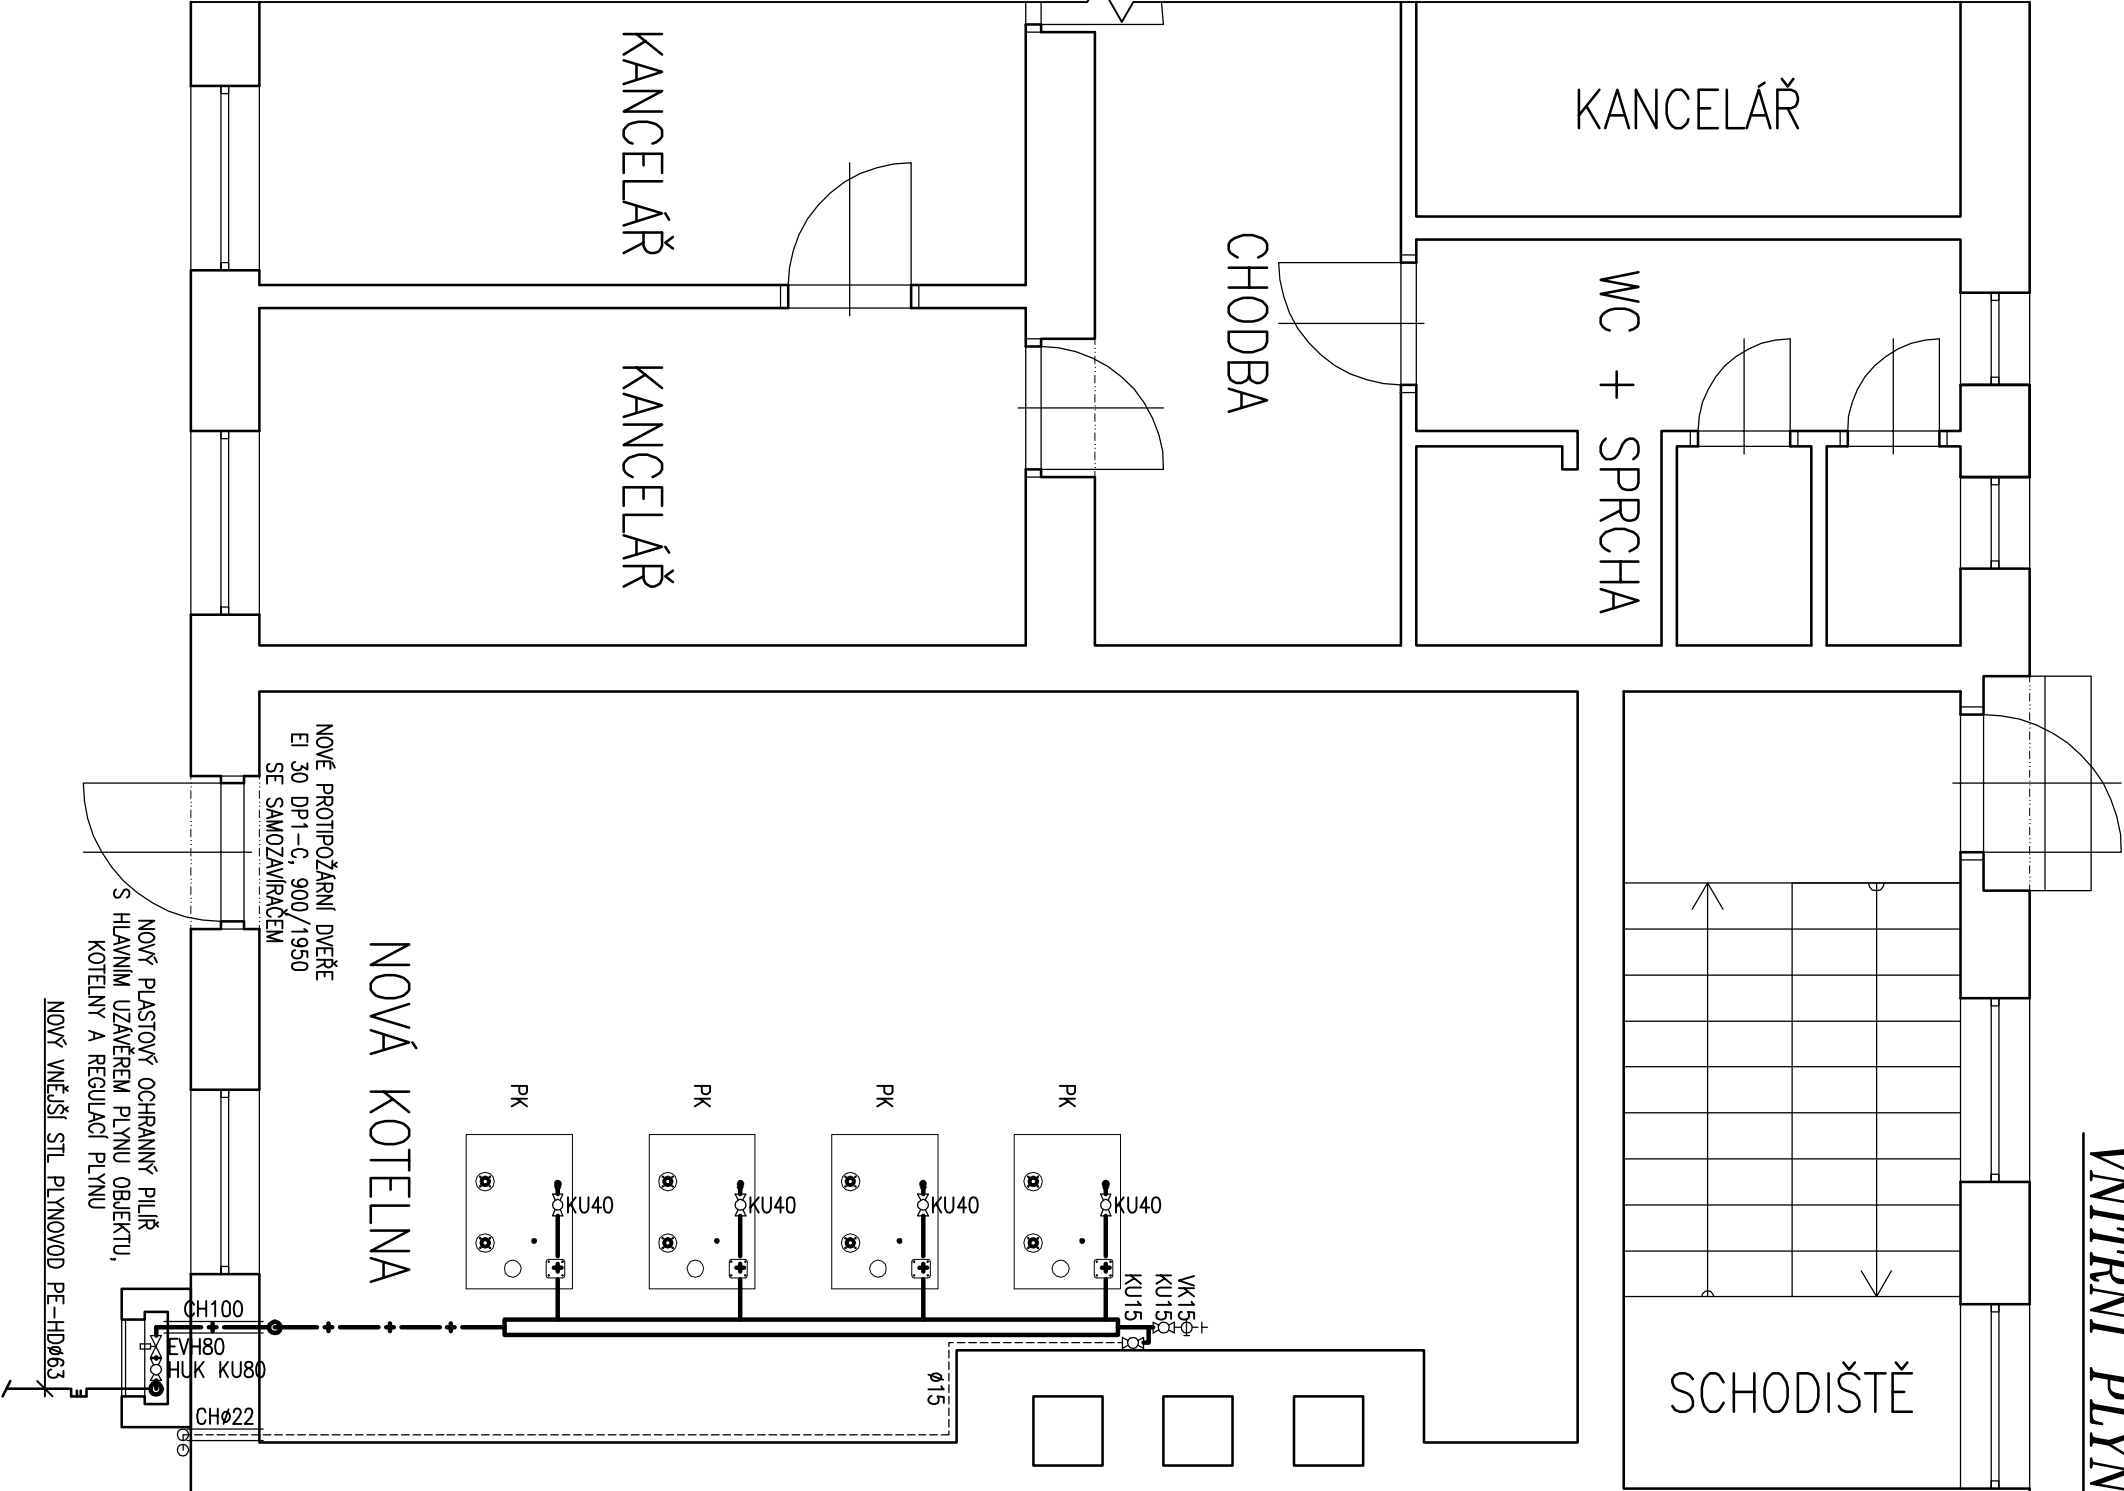 KANCELÁŘ
KANCELÁŘ
CHODBA
WC + SPRCHA
KANCELÁŘ
NOVÉ PROTIPOŽÁRNÍ DVEŘE
EI 30 DP1-C, 900/1950
SE SAMOZAVÍRAČEM
NOVÁ KOTELNA
NOVÝ PLASTOVÝ OCHRANNÝ PILÍŘ
S HLAVNÍM UZÁVĚREM PLYNU OBJEKTU,
KOTELNY A REGULACÍ PLYNU
NOVÝ VNĚJŠÍ STL PLYNOVOD PE-HDø63
PK
PK
PK
PK
KU40
KU40
KU40
KU40
KU15
KU15
VK15
CH100
EVH80
HUK KU80
CHø22
ø15
SCHODIŠTĚ
VNITŘNÍ PLYN